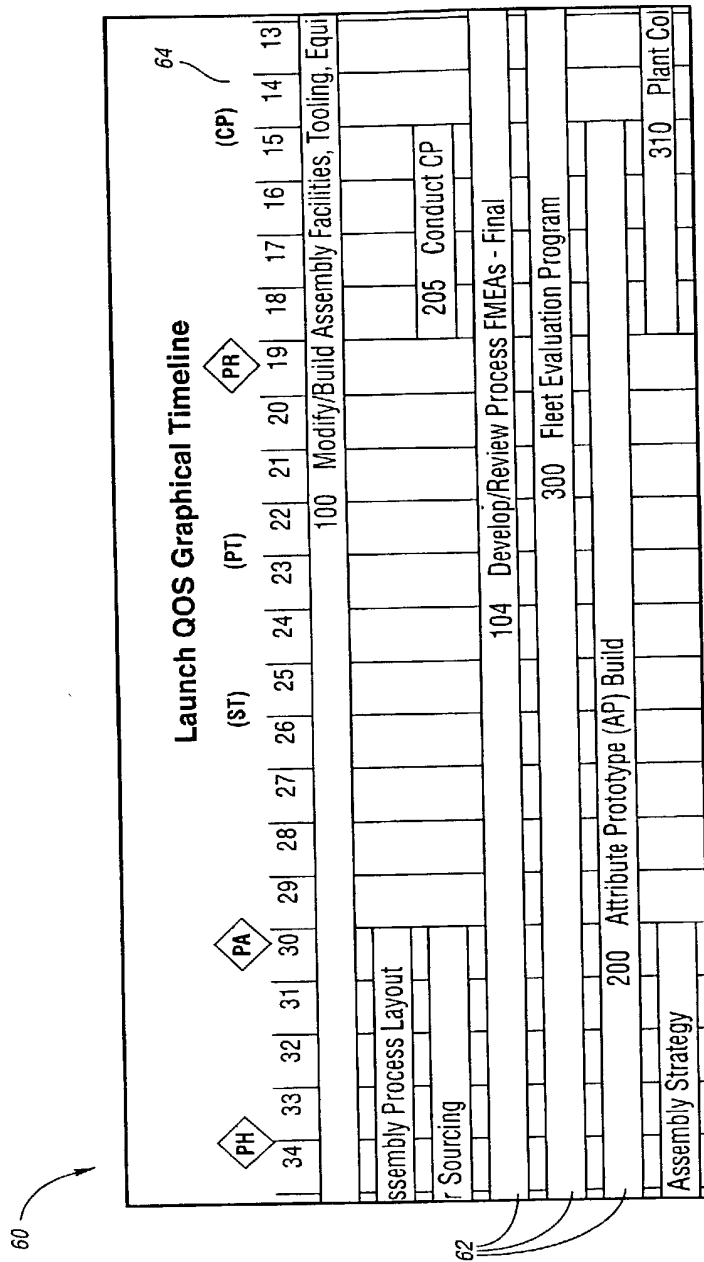 60
Launch QOS Graphical Timeline
PH PA (ST) (PT) PR (CP) 64
34 33 32 31 30 29 28 27 26 25 24 23 22 21 20 19 18 17 16 15 14 13
100 Modify/Build Assembly Facilities, Tooling, Equi
ssembly Process Layout
r Sourcing 205 Conduct CP
104 Develop/Review Process FMEAs - Final
300 Fleet Evaluation Program
200 Attribute Prototype (AP) Build
Assembly Strategy 310 Plant Col
62